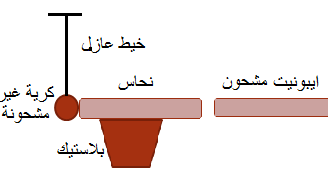 خيط عازل
نحاس
ايبونيت مشحون
كرية غير
مشحونة
بلاستيك